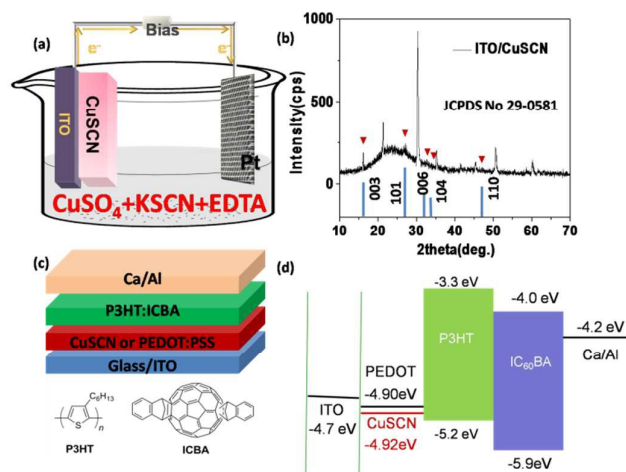 (a)
Bias
e⁻
e⁻
ITO
CuSCN
Pt
CuSO₄+KSCN+EDTA
(b)
ITO/CuSCN
JCPDS No 29-0581
Intensity(cps)
1000
500
0
003
101
006
104
110
10 20 30 40 50 60 70
2theta(deg.)
(c)
Ca/Al
P3HT:ICBA
CuSCN or PEDOT:PSS
Glass/ITO
C₆H₁₃
S
n
P3HT
ICBA
(d)
-3.3 eV
-4.0 eV
P3HT
-4.2 eV
PEDOT
IC₆₀BA
Ca/Al
-4.90eV
ITO
CuSCN
-4.7 eV
-4.92eV
-5.2 eV
-5.9eV